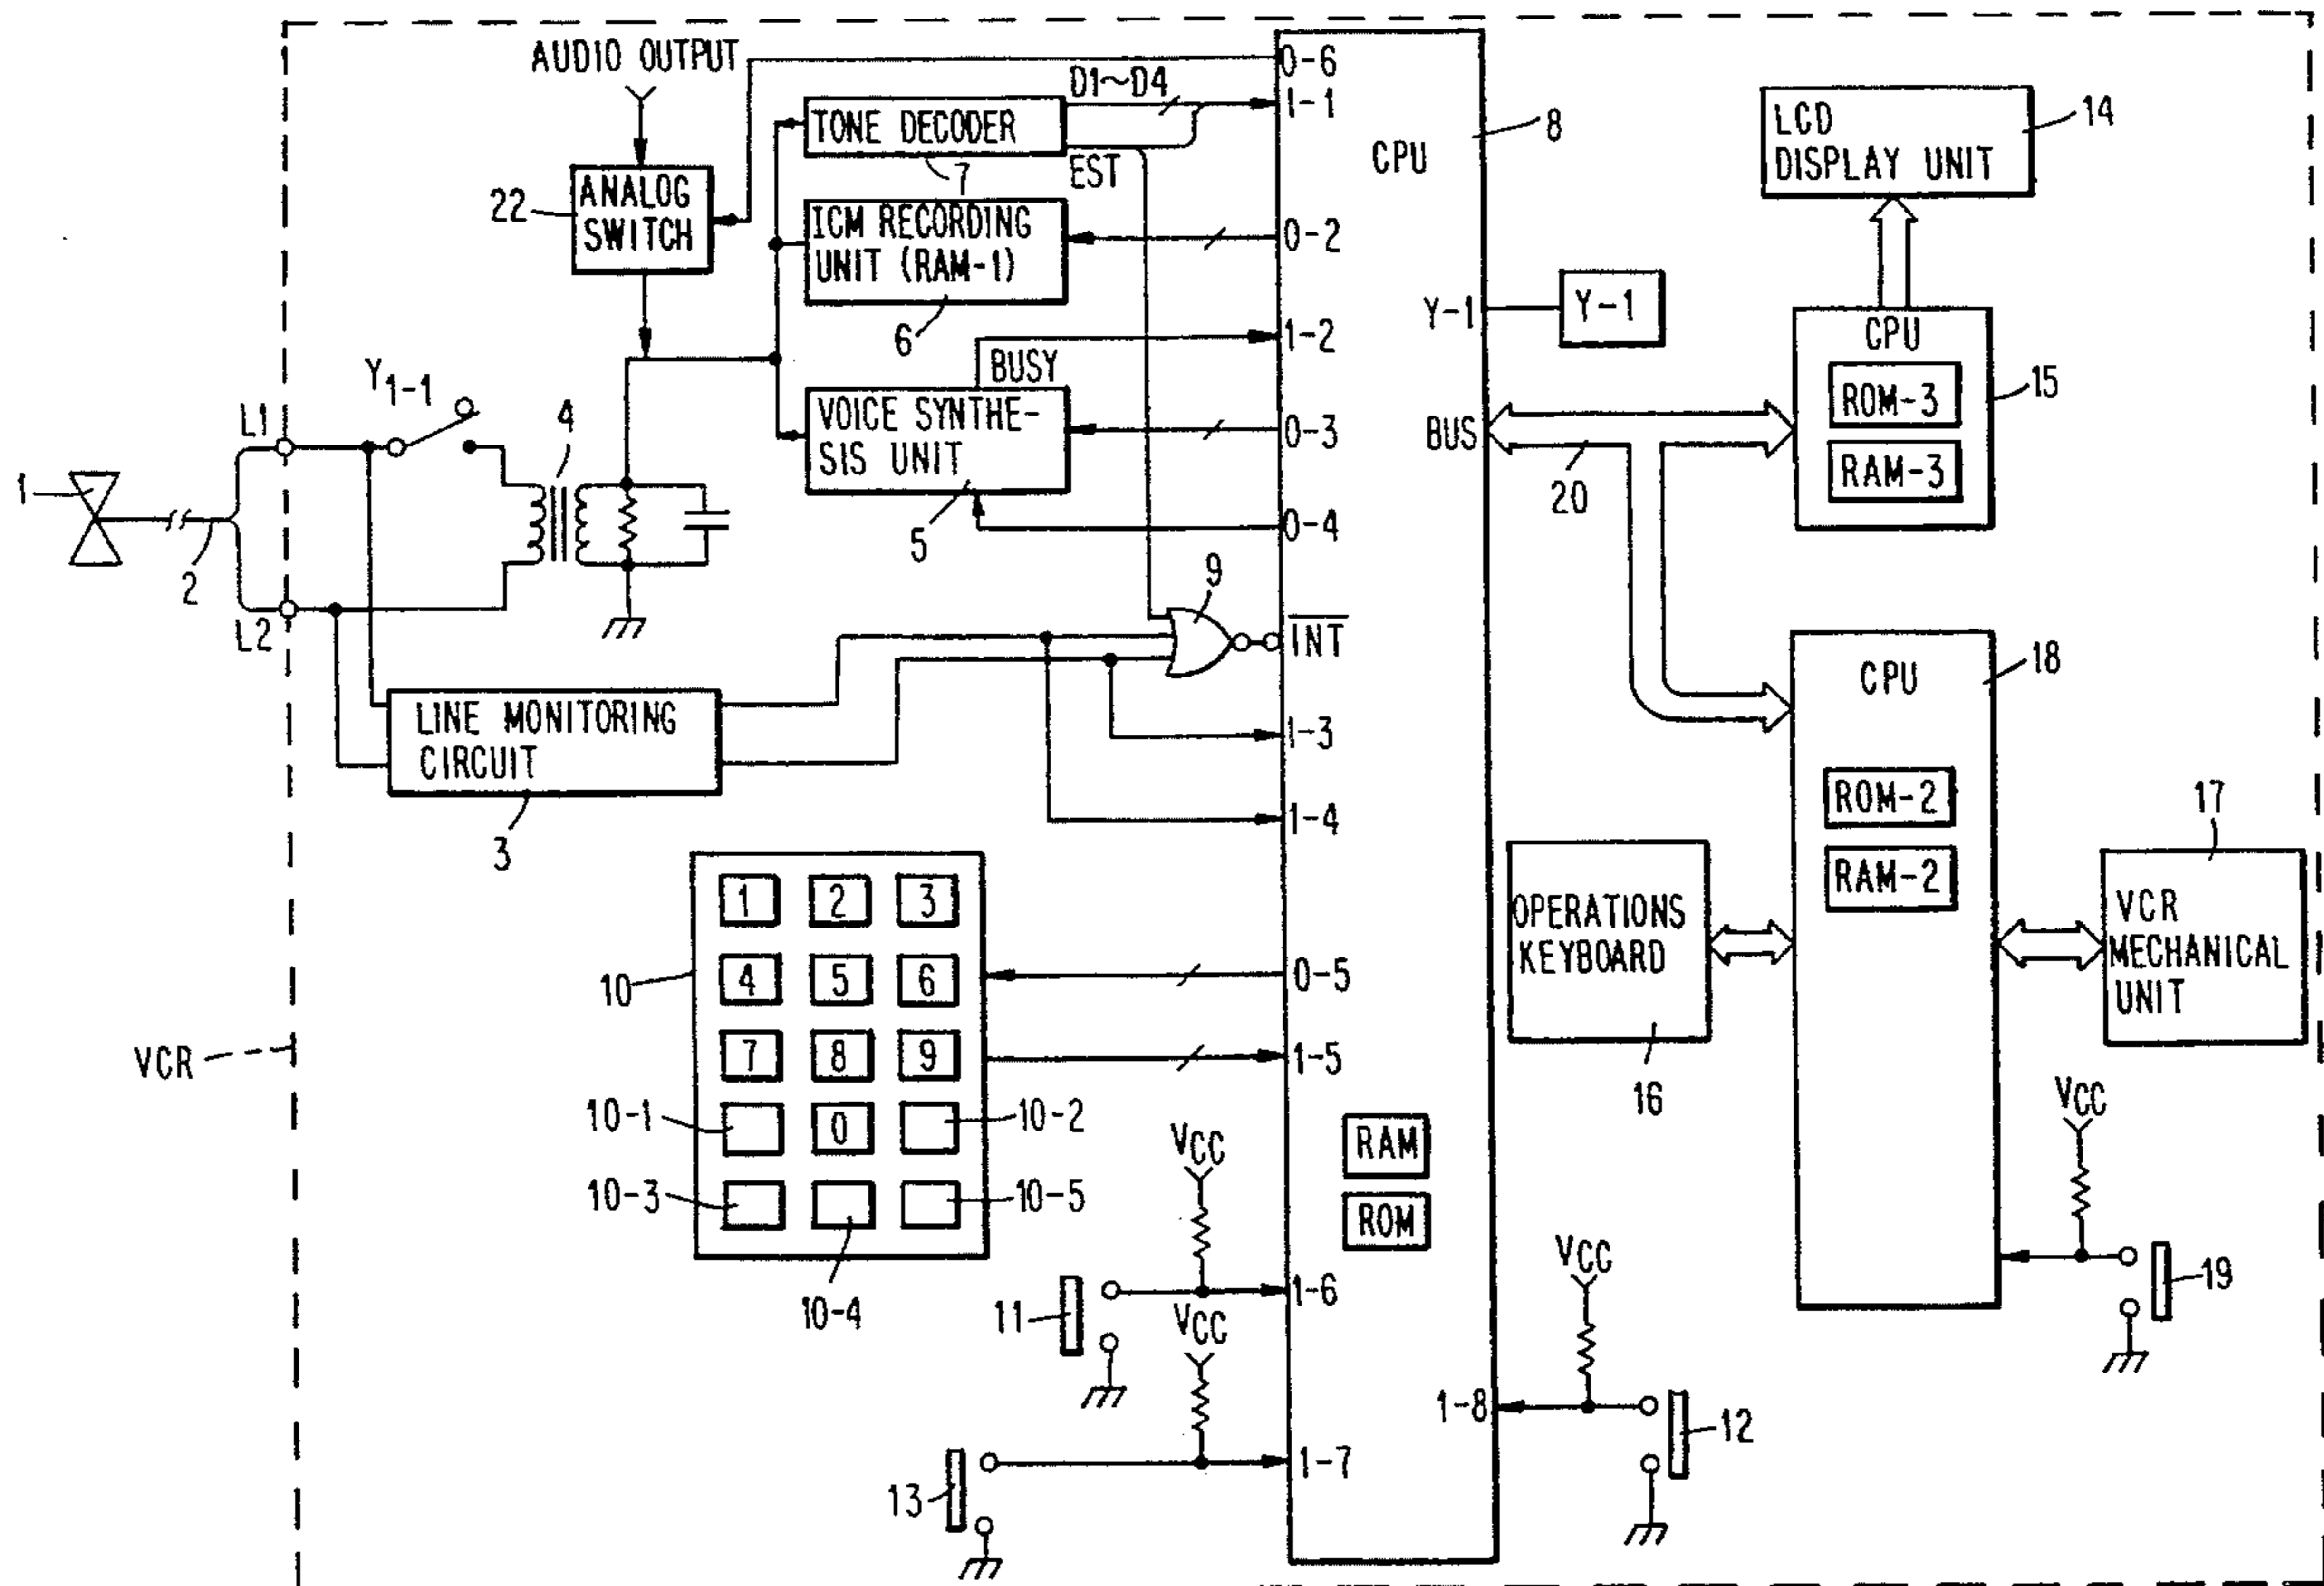 AUDIO OUTPUT
D1~D4
0-6
1-1
TONE DECODER
7
EST
CPU
8
LCD
DISPLAY UNIT
14
22
ANALOG
SWITCH
ICM RECORDING
UNIT (RAM-1)
6
0-2
Y-1
Y-1
CPU
ROM-3
RAM-3
15
1-2
BUSY
VOICE SYNTHE-
SIS UNIT
5
0-3
BUS
20
0-4
Y1-1
L1
4
1
2
L2
9
INT
LINE MONITORING
CIRCUIT
3
1-3
1-4
CPU
18
ROM-2
RAM-2
OPERATIONS
KEYBOARD
16
17
VCR
MECHANICAL
UNIT
VCR
10
1 2 3
4 5 6
7 8 9
0
10-1
10-2
10-3
10-4
10-5
0-5
1-5
RAM
ROM
VCC
11
1-6
VCC
13
1-7
VCC
1-8
12
VCC
19